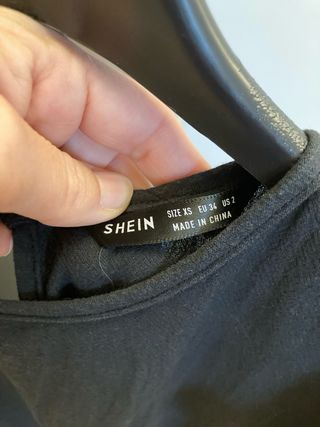 SHEIN
SIZE XS EU 34 US 2
MADE IN CHINA